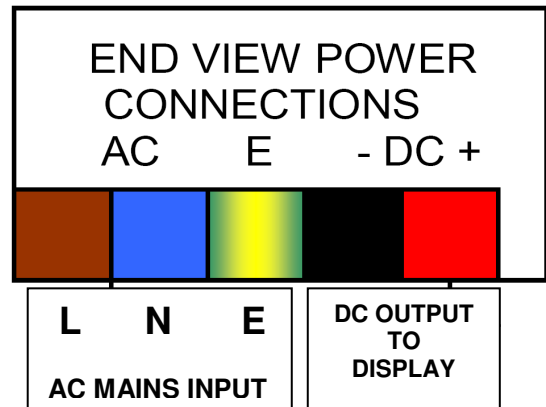 END VIEW POWER
CONNECTIONS
AC E - DC +
L N E
AC MAINS INPUT
DC OUTPUT
TO
DISPLAY